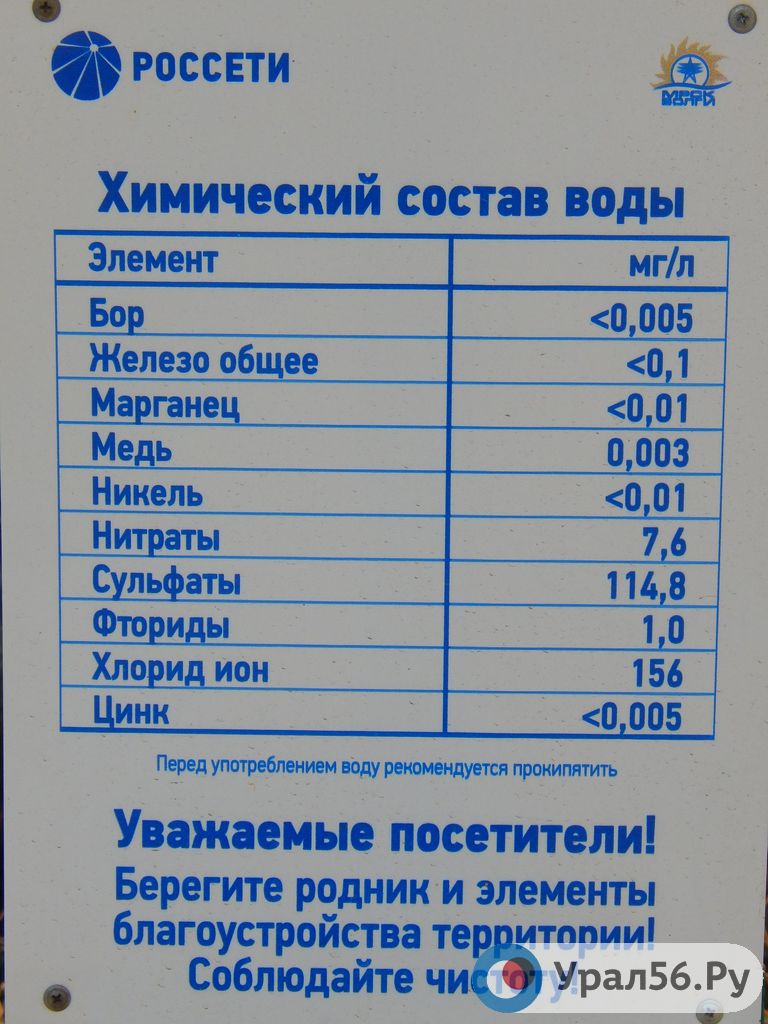 РОССЕТИ
Химический состав воды
Элемент мг/л
Бор <0,005
Железо общее <0,1
Марганец <0,01
Медь 0,003
Никель <0,01
Нитраты 7,6
Сульфаты 114,8
Фториды 1,0
Хлорид ион 156
Цинк <0,005
Перед употреблением воду рекомендуется прокипятить
Уважаемые посетители!
Берегите родник и элементы
благоустройства территории!
Соблюдайте чистоту!
Урал56.Ру